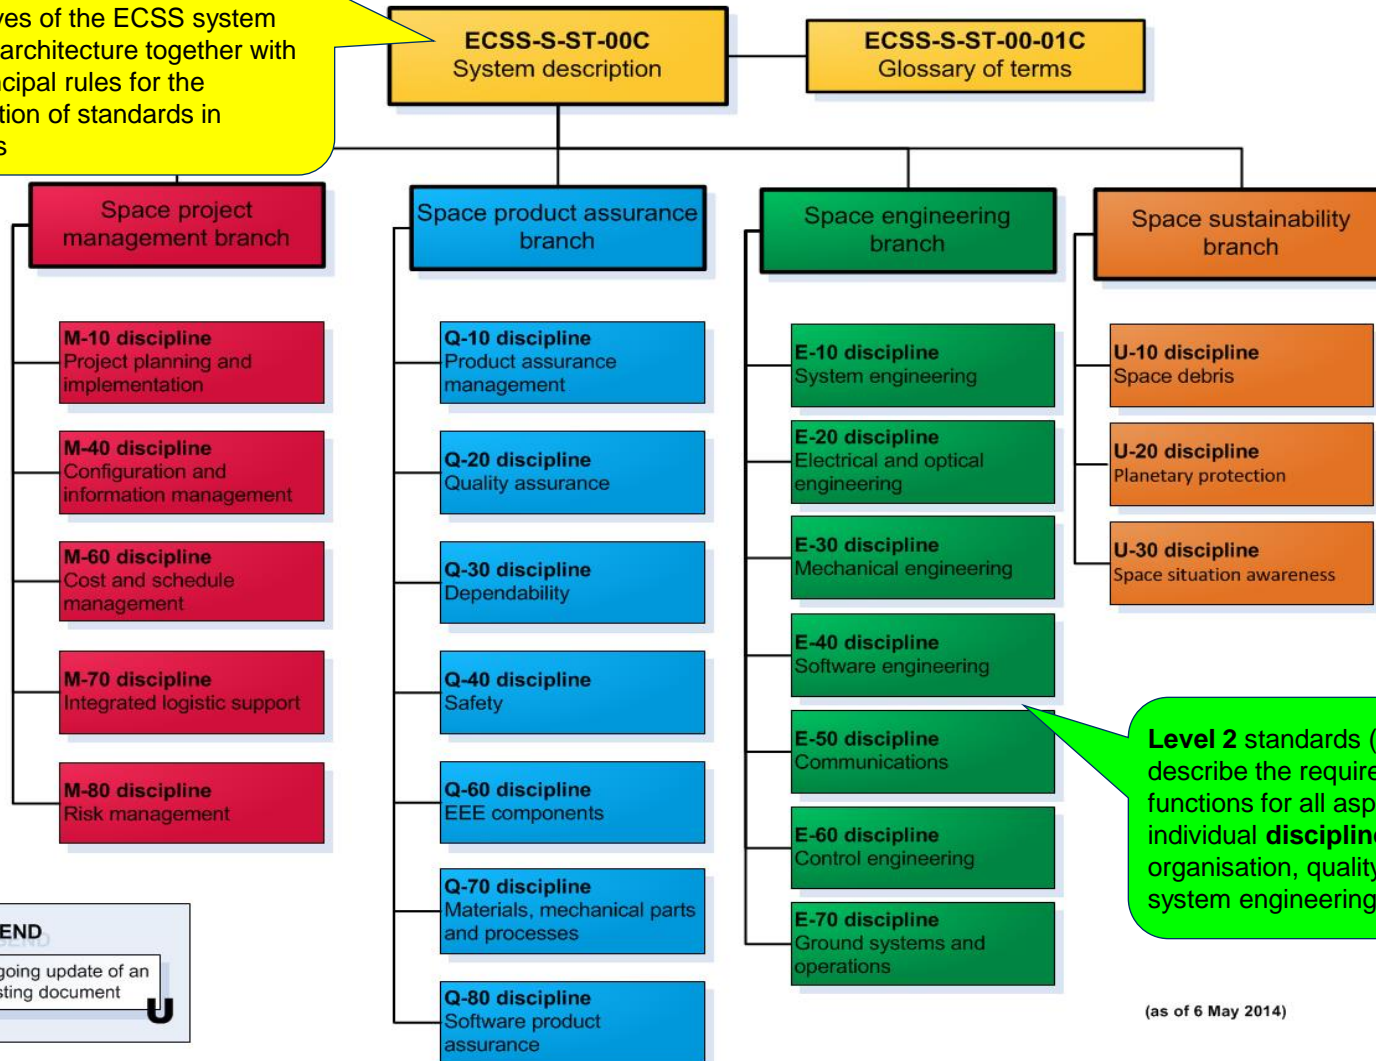 ves of the ECSS system
architecture together with
ncipal rules for the
tion of standards in
s
ECSS-S-ST-00C
System description
ECSS-S-ST-00-01C
Glossary of terms
Space project
management branch
M-10 discipline
Project planning and
implementation
M-40 discipline
Configuration and
information management
M-60 discipline
Cost and schedule
management
M-70 discipline
Integrated logistic support
M-80 discipline
Risk management
Space product assurance
branch
Q-10 discipline
Product assurance
management
Q-20 discipline
Quality assurance
Q-30 discipline
Dependability
Q-40 discipline
Safety
Q-60 discipline
EEE components
Q-70 discipline
Materials, mechanical parts
and processes
Q-80 discipline
Software product
assurance
Space engineering
branch
E-10 discipline
System engineering
E-20 discipline
Electrical and optical
engineering
E-30 discipline
Mechanical engineering
E-40 discipline
Software engineering
E-50 discipline
Communications
E-60 discipline
Control engineering
E-70 discipline
Ground systems and
operations
Space sustainability
branch
U-10 discipline
Space debris
U-20 discipline
Planetary protection
U-30 discipline
Space situation awareness
Level 2 standards (
describe the require
functions for all asp
individual discipline
organisation, quality
system engineering
END
going update of an
sting document
U
(as of 6 May 2014)